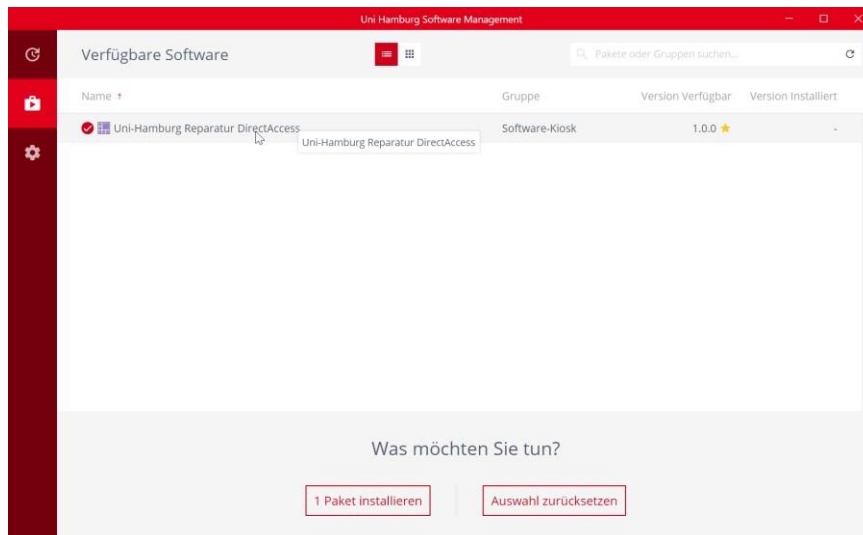 Uni Hamburg Software Management
Verfügbare Software
Pakete oder Gruppen suchen...
Name Gruppe Version Verfügbar Version Installiert
Uni-Hamburg Reparatur DirectAccess Software-Kiosk 1.0.0 -
Uni-Hamburg Reparatur DirectAccess
Was möchten Sie tun?
1 Paket installieren Auswahl zurücksetzen